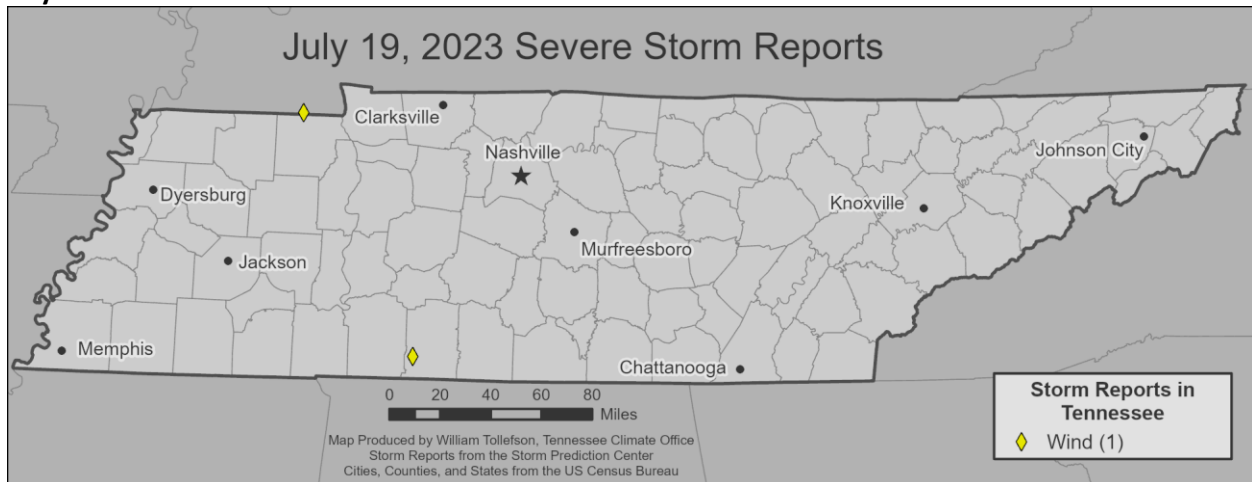 July 19, 2023 Severe Storm Reports
Clarksville
Nashville
Johnson City
Dyersburg
Knoxville
Murfreesboro
Jackson
Memphis
Chattanooga
0 20 40 60 80
Miles
Map Produced by William Tollefson, Tennessee Climate Office
Storm Reports from the Storm Prediction Center
Cities, Counties, and States from the US Census Bureau
Storm Reports in
Tennessee
Wind (1)